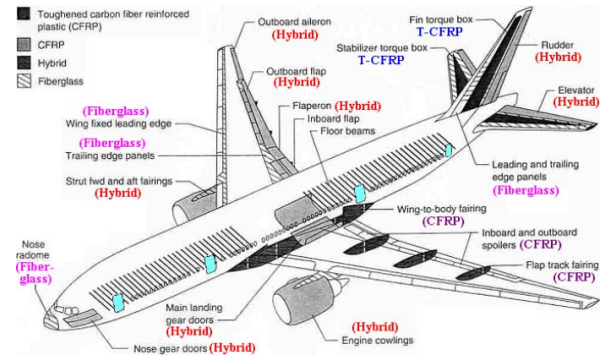 Toughened carbon fiber reinforced
plastic (CFRP)
CFRP
Hybrid
Fiberglass
Outboard aileron
(Hybrid)
Outboard flap
(Hybrid)
Flaperon (Hybrid)
Inboard flap
Floor beams
Fin torque box
T-CFRP
Stabilizer torque box
T-CFRP
Rudder
(Hybrid)
Elevator
(Hybrid)
(Fiberglass)
Wing fixed leading edge
(Fiberglass)
Trailing edge panels
Strut fwd and aft fairings
(Hybrid)
Leading and trailing
edge panels
(Fiberglass)
Wing-to-body fairing
(CFRP)
Inboard and outboard
spoilers (CFRP)
Flap track fairing
(CFRP)
Nose
radome
(Fiber-
glass)
Main landing
gear doors
(Hybrid)
Nose gear doors (Hybrid)
(Hybrid)
Engine cowlings